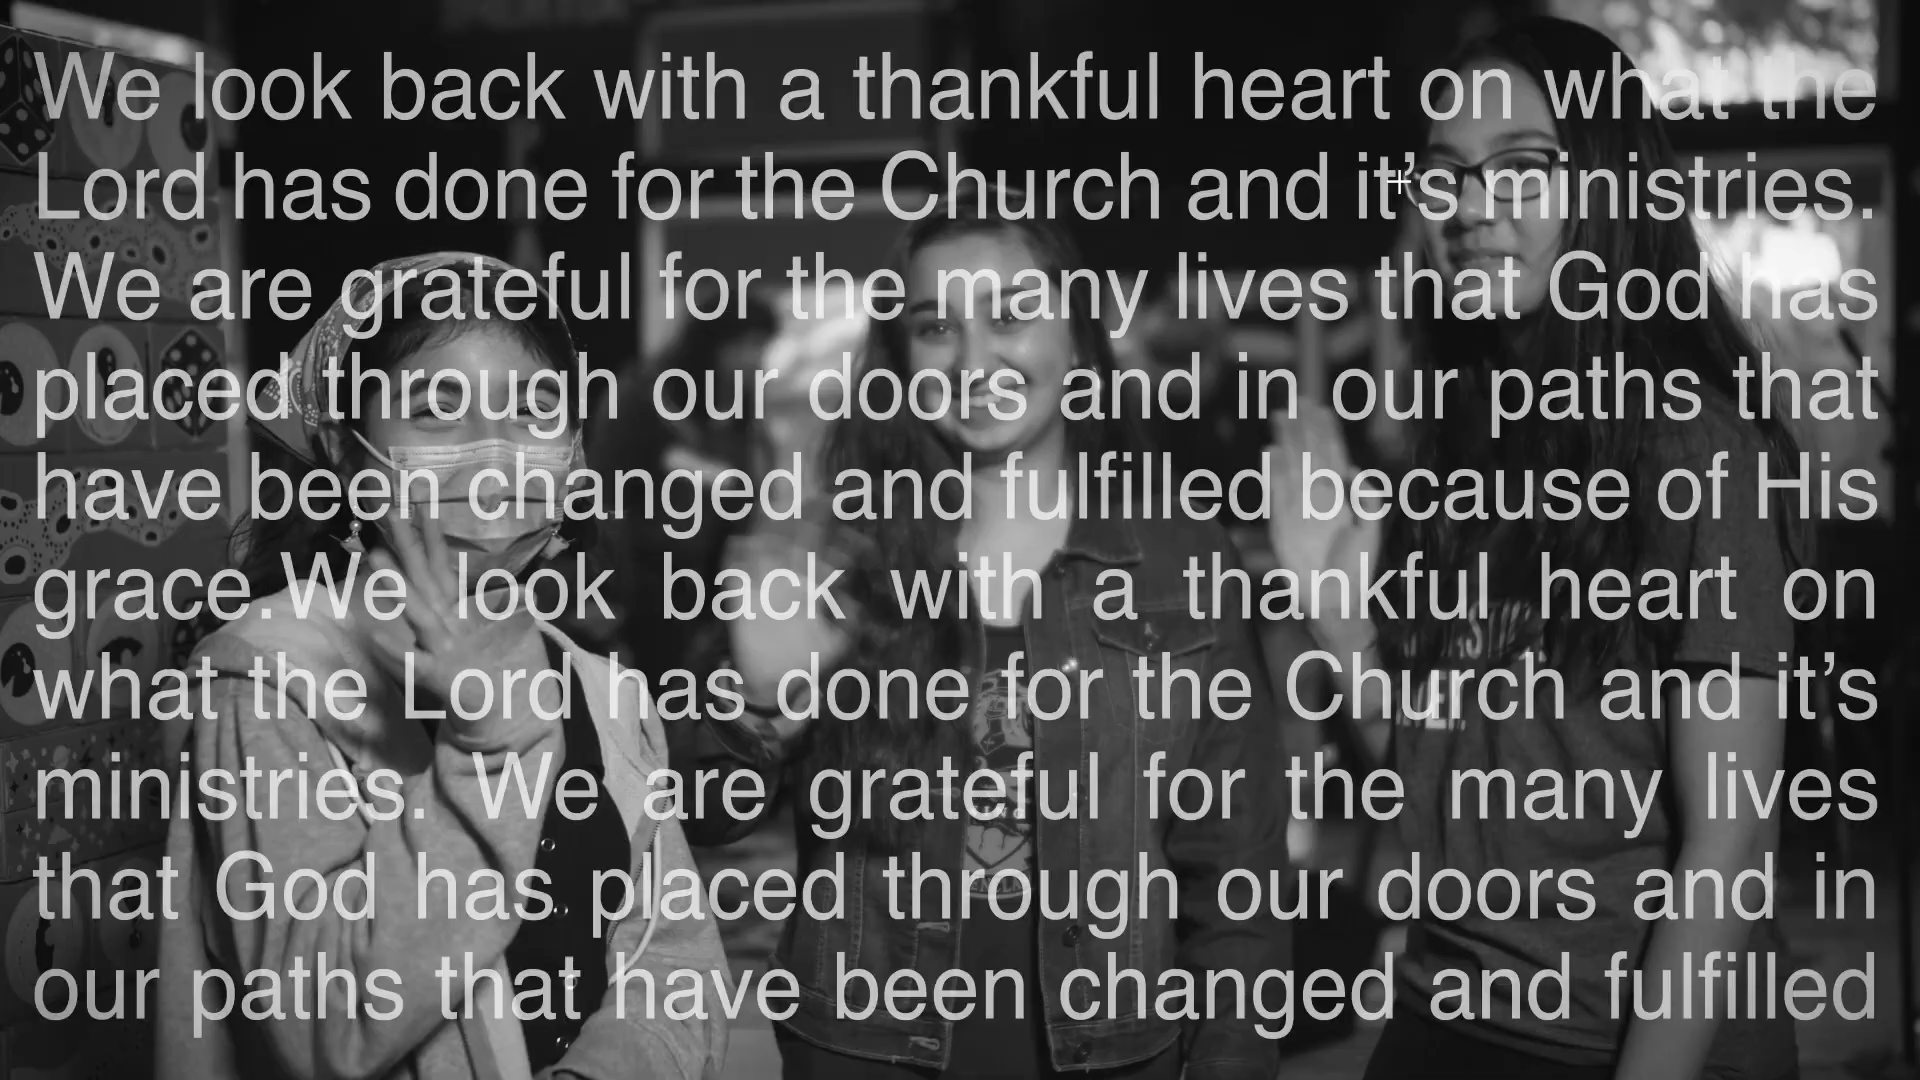 We look back with a thankful heart on what the
Lord has done for the Church and it’s ministries.
We are grateful for the many lives that God has
placed through our doors and in our paths that
have been changed and fulfilled because of His
grace.We look back with a thankful heart on
what the Lord has done for the Church and it’s
ministries. We are grateful for the many lives
that God has placed through our doors and in
our paths that have been changed and fulfilled